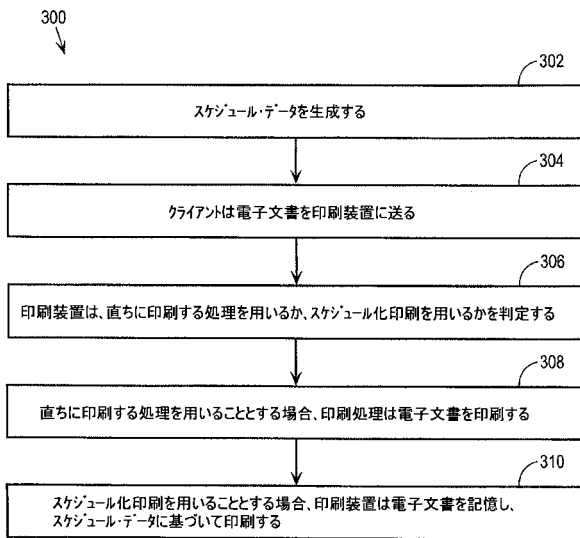 300
302
スケジュール・データを生成する
304
クライアントは電子文書を印刷装置に送る
306
印刷装置は、直ちに印刷する処理を用いるか、スケジュール化印刷を用いるかを判定する
308
直ちに印刷する処理を用いることとする場合、印刷処理は電子文書を印刷する
310
スケジュール化印刷を用いることとする場合、印刷装置は電子文書を記憶し、
スケジュール・データに基づいて印刷する